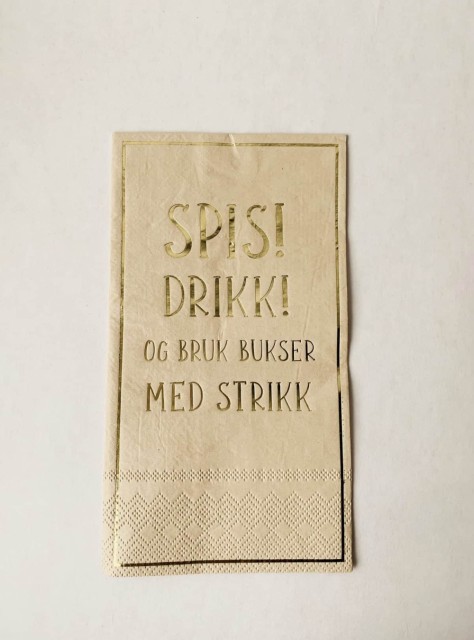 SPIS!
DRIKK!
OG BRUK BUKSER
MED STRIKK